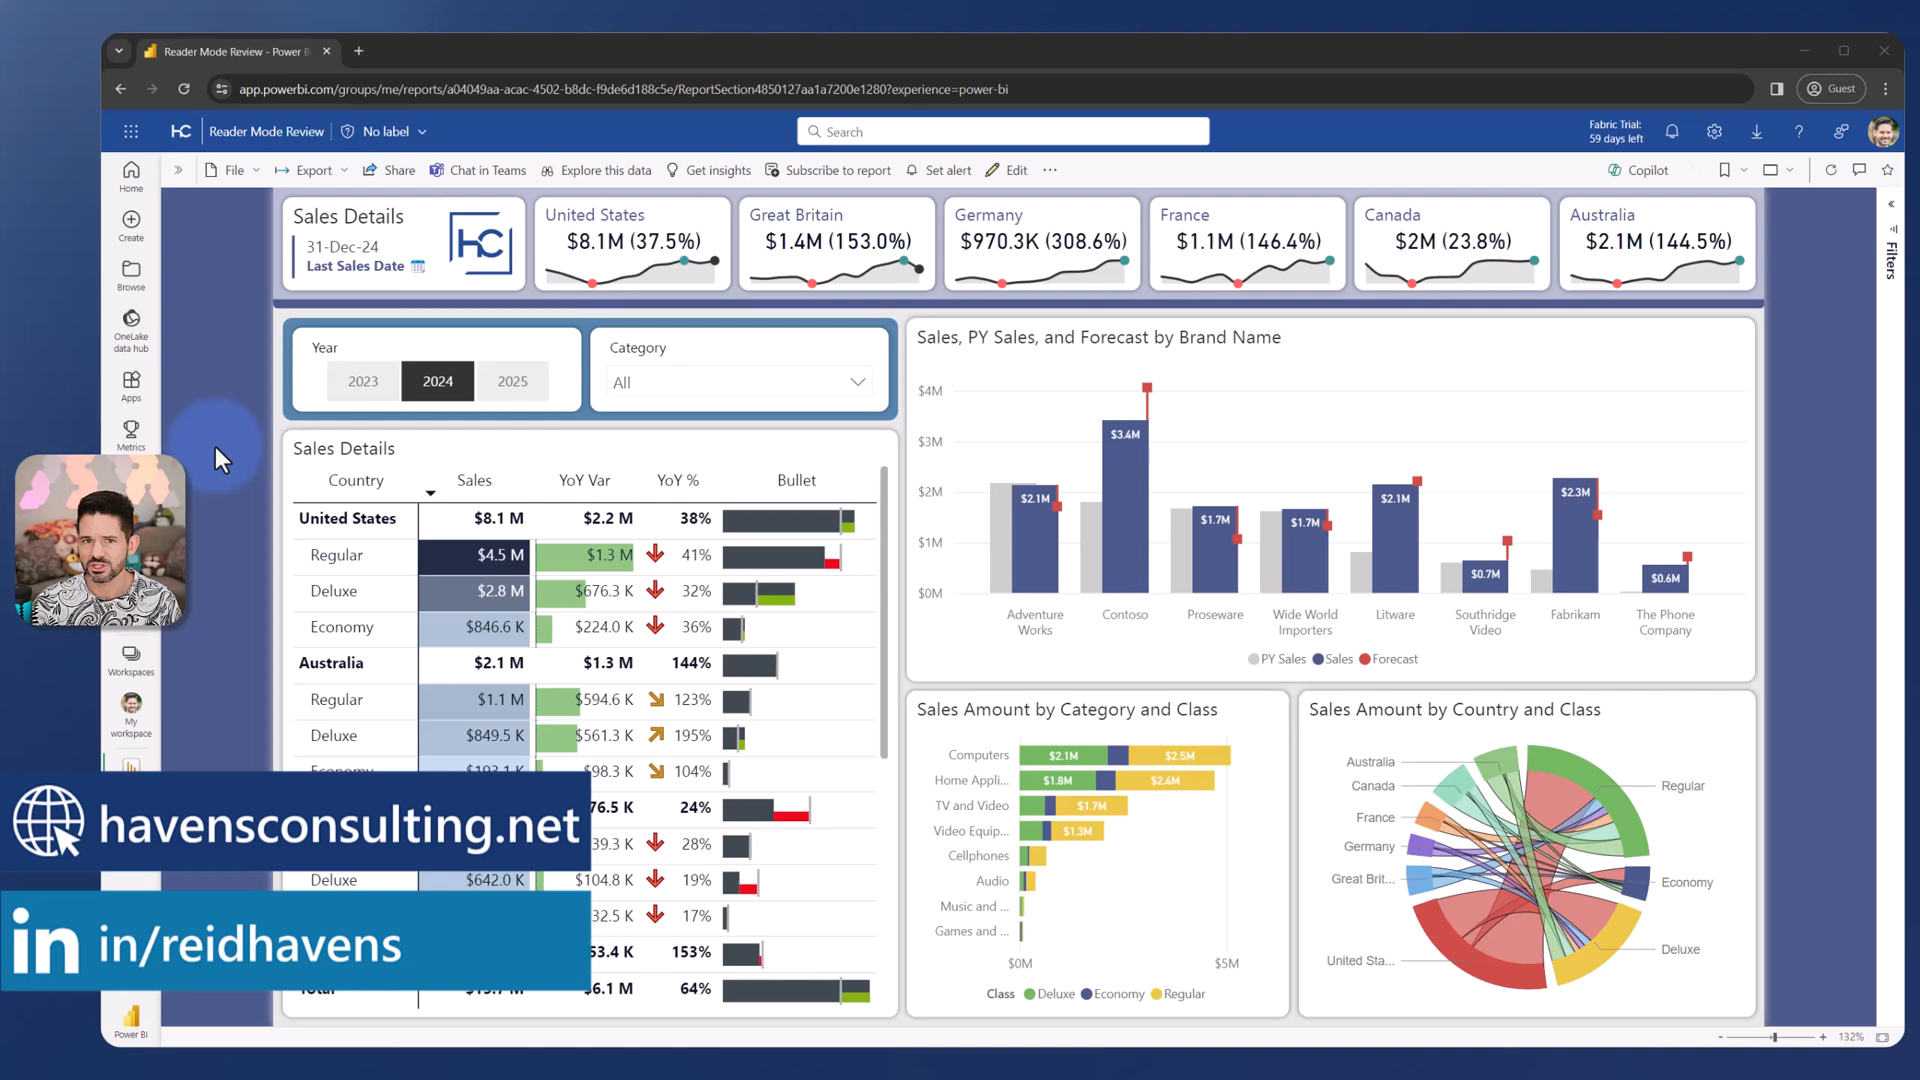 Reader Mode Review - Power B
app.powerbi.com/groups/me/reports/a04049aa-acac-4502-b8dc-f9de6d188c5e/ReportSection4850127aa1a7200e1280?experience=power-bi
Guest
HC
Reader Mode Review
No label
Search
Fabric Trial:
59 days left
File
Export
Share
Chat in Teams
Explore this data
Get insights
Subscribe to report
Set alert
Edit
Copilot
Home
Create
Browse
OneLake
data hub
Apps
Metrics
Workspaces
My
workspace
Power BI
Filters
Sales Details
31-Dec-24
Last Sales Date
hC
United States
$8.1M (37.5%)
Great Britain
$1.4M (153.0%)
Germany
$970.3K (308.6%)
France
$1.1M (146.4%)
Canada
$2M (23.8%)
Australia
$2.1M (144.5%)
Year
2023
2024
2025
Category
All
Sales Details
Country Sales YoY Var YoY % Bullet
United States $8.1 M $2.2 M 38%
Regular $4.5 M $1.3 M 41%
Deluxe $2.8 M $676.3 K 32%
Economy $846.6 K $224.0 K 36%
Australia $2.1 M $1.3 M 144%
Regular $1.1 M $594.6 K 123%
Deluxe $849.5 K $561.3 K 195%
$98.3 K 104%
76.5 K 24%
39.3 K 28%
Deluxe $642.0 K $104.8 K 19%
32.5 K 17%
53.4 K 153%
Total $6.1 M 64%
Sales, PY Sales, and Forecast by Brand Name
$4M
$3M
$2M
$1M
$0M
$2.1M
$3.4M
$1.7M
$1.7M
$2.1M
$0.7M
$2.3M
$0.6M
Adventure
Works
Contoso
Proseware
Wide World
Importers
Litware
Southridge
Video
Fabrikam
The Phone
Company
PY Sales Sales Forecast
Sales Amount by Category and Class
Computers $2.1M $2.5M
Home Appli... $1.8M $2.4M
TV and Video $1.7M
Video Equip... $1.3M
Cellphones
Audio
Music and ...
Games and ...
$0M $5M
Class Deluxe Economy Regular
Sales Amount by Country and Class
Australia
Canada
France
Germany
Great Brit...
United Sta...
Regular
Economy
Deluxe
132%
havensconsulting.net
in in/reidhavens